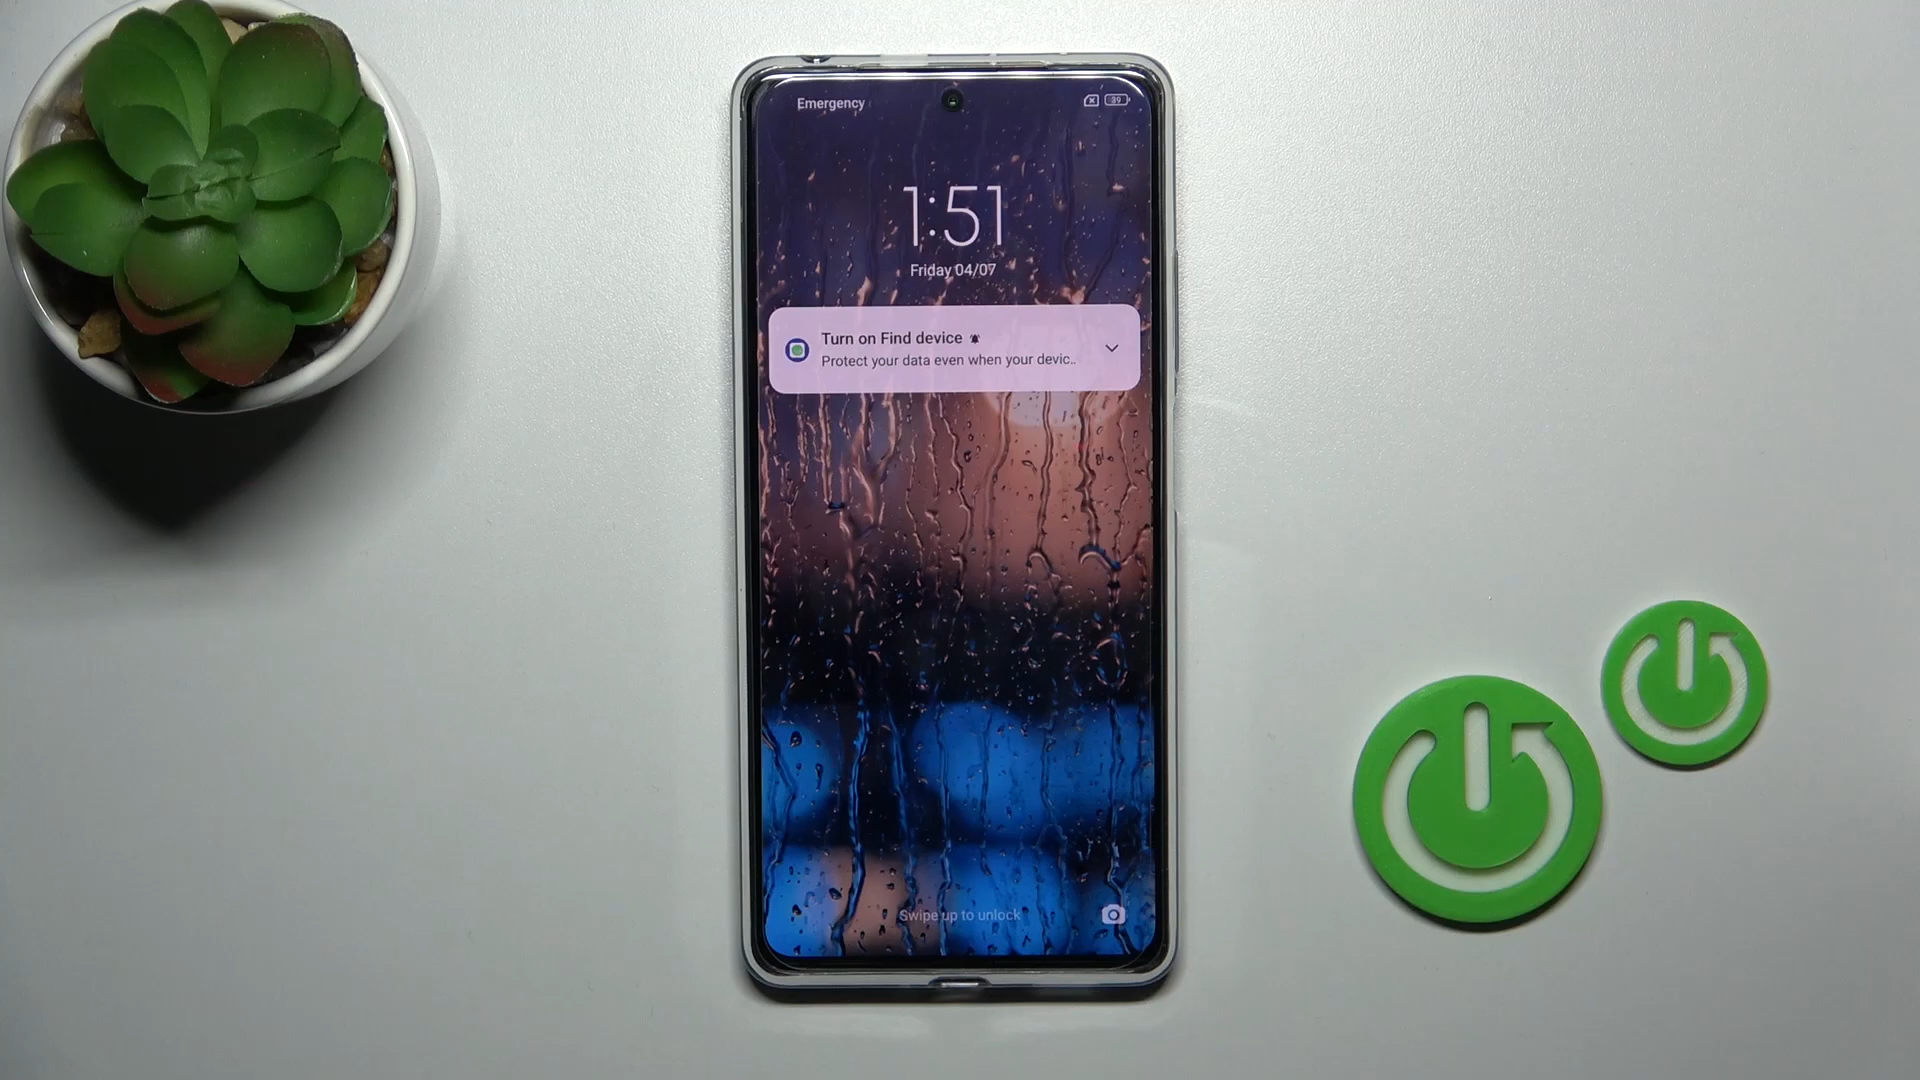 Emergency
39
1:51
Friday 04/07
Turn on Find device
Protect your data even when your devic..
Swipe up to unlock